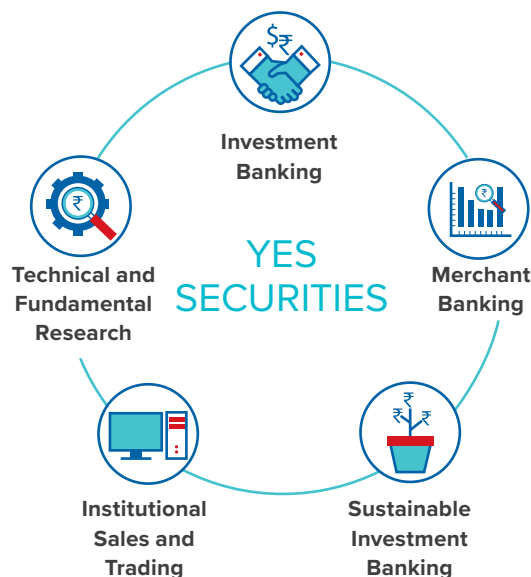 $₹
Investment
Banking
₹
Technical and
Fundamental
Research
YES
SECURITIES
₹
Merchant
Banking
Institutional
Sales and
Trading
₹
₹ ₹
Sustainable
Investment
Banking